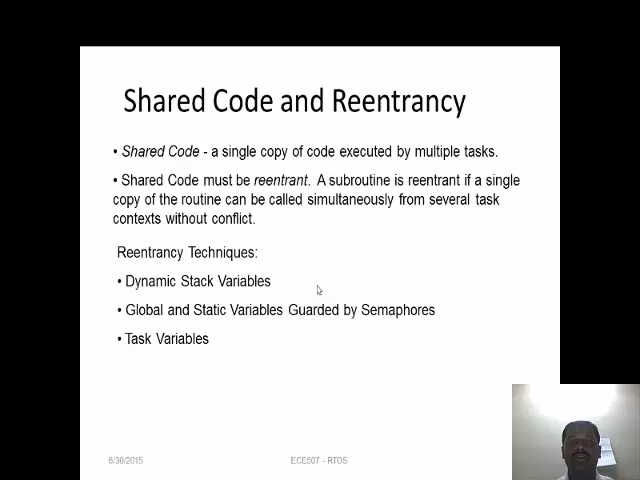 Shared Code and Reentrancy
• Shared Code - a single copy of code executed by multiple tasks.
• Shared Code must be reentrant. A subroutine is reentrant if a single
copy of the routine can be called simultaneously from several task
contexts without conflict.
Reentrancy Techniques:
• Dynamic Stack Variables
• Global and Static Variables Guarded by Semaphores
• Task Variables
6/30/2015
ECE507 - RTOS